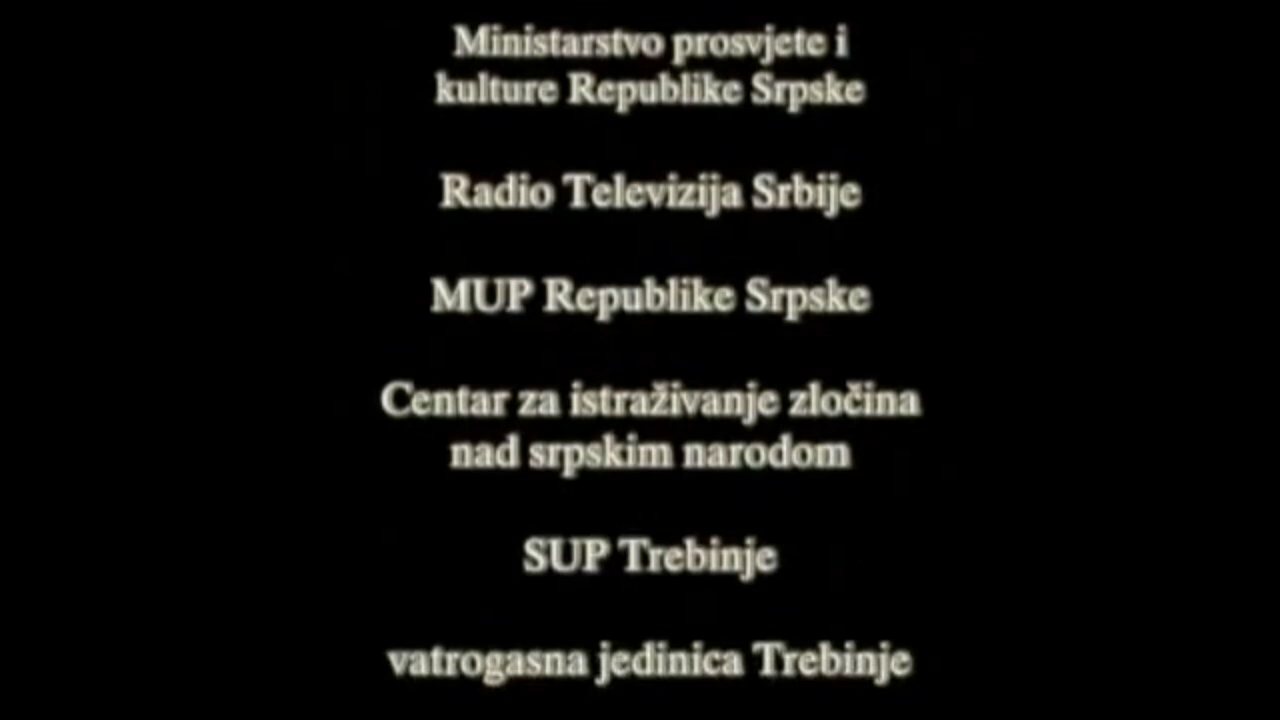 Ministarstvo prosvjete i
kulture Republike Srpske
Radio Televizija Srbije
MUP Republike Srpske
Centar za istraživanje zločina
nad srpskim narodom
SUP Trebinje
vatrogasna jedinica Trebinje